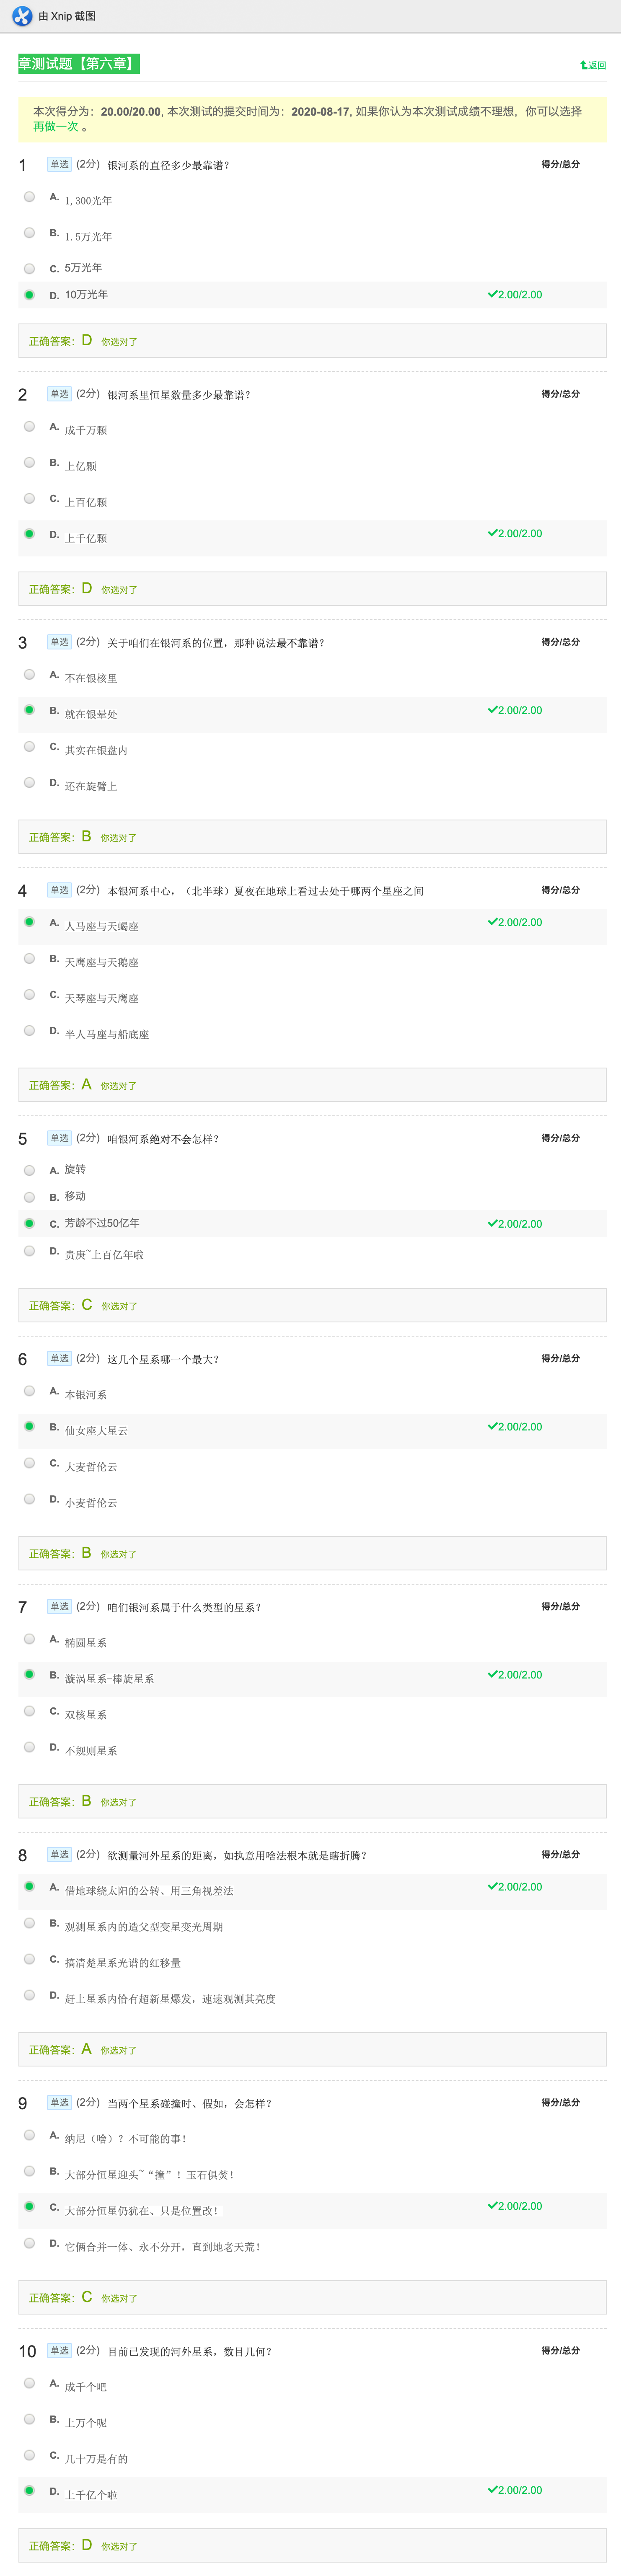 由 Xnip 截图
章测试题【第六章】
返回
本次得分为：20.00/20.00, 本次测试的提交时间为：2020-08-17, 如果你认为本次测试成绩不理想，你可以选择
再做一次 。
1 单选 (2分) 银河系的直径多少最靠谱？ 得分/总分
A. 1,300光年
B. 1.5万光年
C. 5万光年
D. 10万光年 2.00/2.00
正确答案：D 你选对了
2 单选 (2分) 银河系里恒星数量多少最靠谱？ 得分/总分
A. 成千万颗
B. 上亿颗
C. 上百亿颗
D. 上千亿颗 2.00/2.00
正确答案：D 你选对了
3 单选 (2分) 关于咱们在银河系的位置，那种说法最不靠谱？ 得分/总分
A. 不在银核里
B. 就在银晕处 2.00/2.00
C. 其实在银盘内
D. 还在旋臂上
正确答案：B 你选对了
4 单选 (2分) 本银河系中心，（北半球）夏夜在地球上看过去处于哪两个星座之间 得分/总分
A. 人马座与天蝎座 2.00/2.00
B. 天鹰座与天鹅座
C. 天琴座与天鹰座
D. 半人马座与船底座
正确答案：A 你选对了
5 单选 (2分) 咱银河系绝对不会怎样？ 得分/总分
A. 旋转
B. 移动
C. 芳龄不过50亿年 2.00/2.00
D. 贵庚~上百亿年啦
正确答案：C 你选对了
6 单选 (2分) 这几个星系哪一个最大？ 得分/总分
A. 本银河系
B. 仙女座大星云 2.00/2.00
C. 大麦哲伦云
D. 小麦哲伦云
正确答案：B 你选对了
7 单选 (2分) 咱们银河系属于什么类型的星系？ 得分/总分
A. 椭圆星系
B. 漩涡星系-棒旋星系 2.00/2.00
C. 双核星系
D. 不规则星系
正确答案：B 你选对了
8 单选 (2分) 欲测量河外星系的距离，如执意用啥法根本就是瞎折腾？ 得分/总分
A. 借地球绕太阳的公转、用三角视差法 2.00/2.00
B. 观测星系内的造父型变星变光周期
C. 搞清楚星系光谱的红移量
D. 赶上星系内恰有超新星爆发，速速观测其亮度
正确答案：A 你选对了
9 单选 (2分) 当两个星系碰撞时、假如，会怎样？ 得分/总分
A. 纳尼（啥）？不可能的事！
B. 大部分恒星迎头~“撞”！玉石俱焚！
C. 大部分恒星仍犹在、只是位置改！ 2.00/2.00
D. 它俩合并一体、永不分开，直到地老天荒！
正确答案：C 你选对了
10 单选 (2分) 目前已发现的河外星系，数目几何？ 得分/总分
A. 成千个吧
B. 上万个呢
C. 几十万是有的
D. 上千亿个啦 2.00/2.00
正确答案：D 你选对了